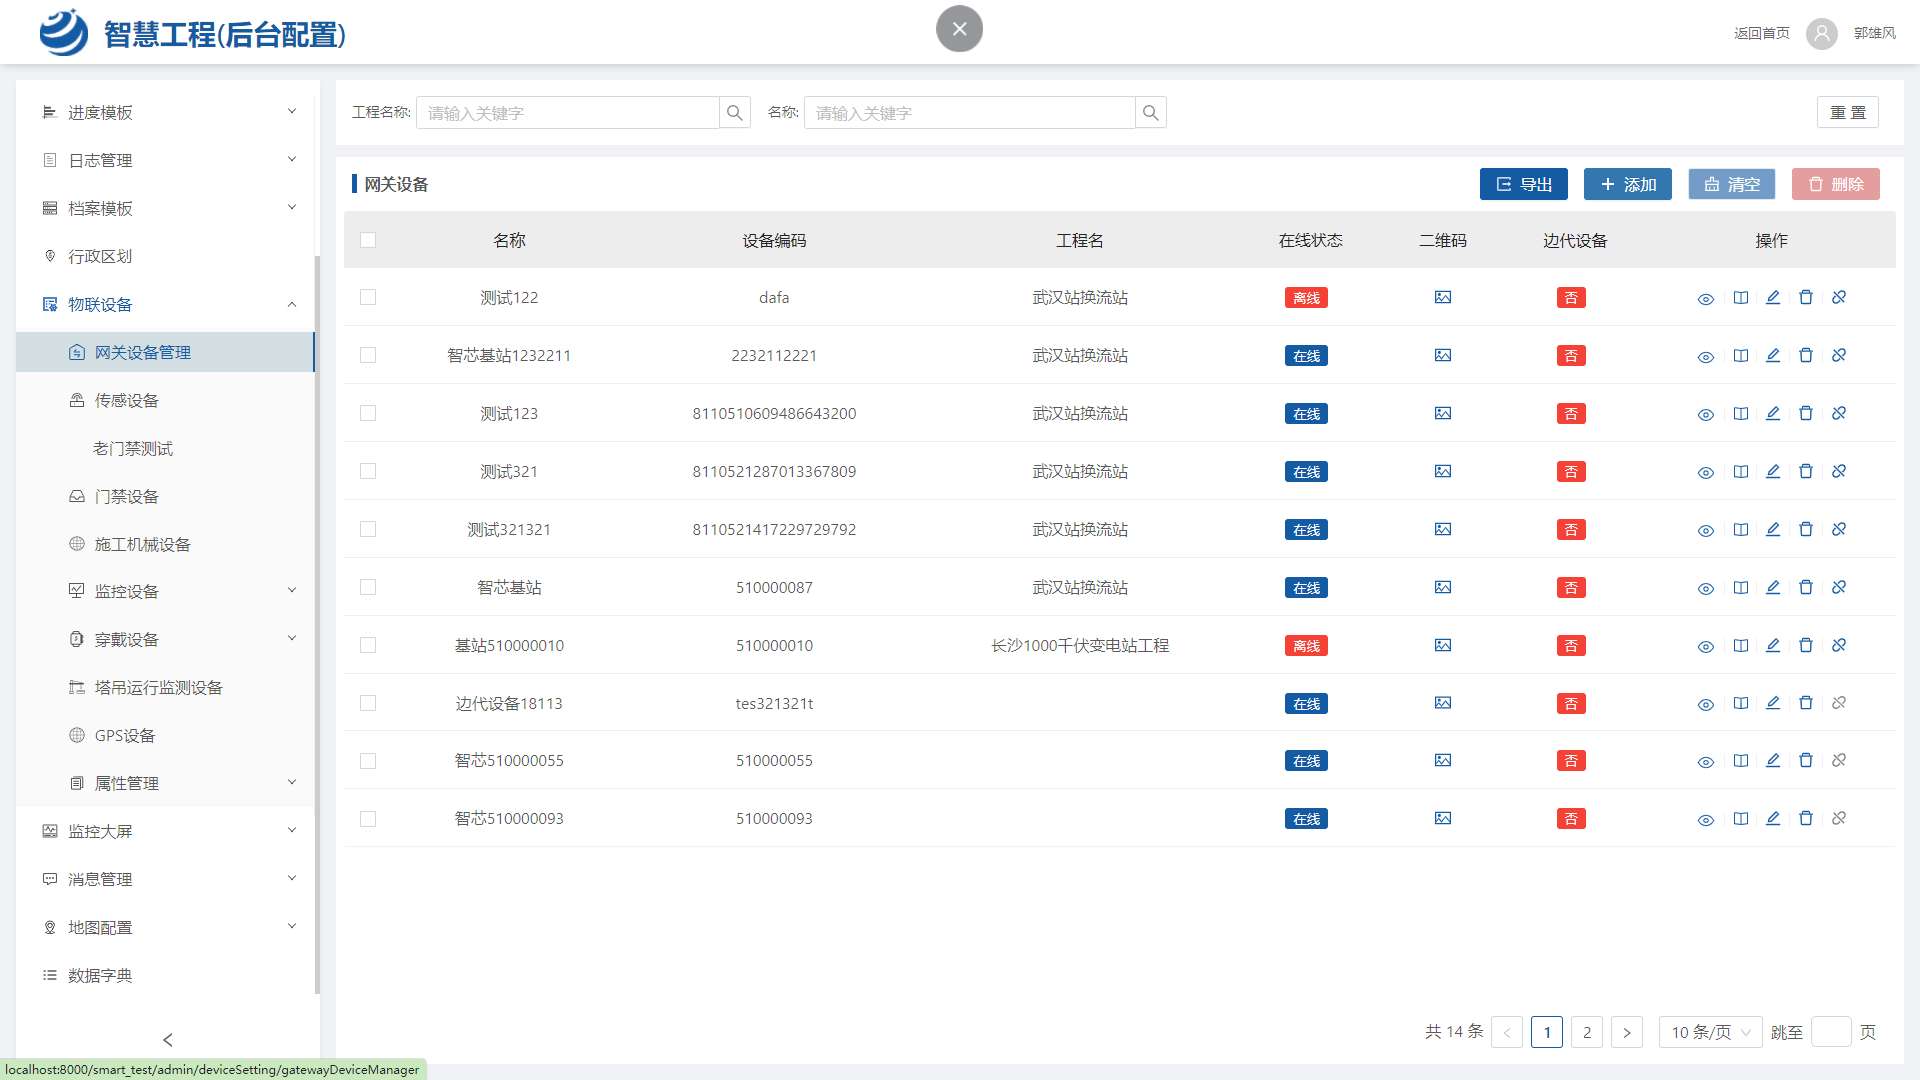 智慧工程(后台配置)
返回首页
郭雄风
进度模板
日志管理
档案模板
行政区划
物联设备
网关设备管理
传感设备
老门禁测试
门禁设备
施工机械设备
监控设备
穿戴设备
塔吊运行监测设备
GPS设备
属性管理
监控大屏
消息管理
地图配置
数据字典
工程名称: 请输入关键字 名称: 请输入关键字 重 置
网关设备 导出 添加 清空 删除
名称 设备编码 工程名 在线状态 二维码 边代设备 操作
测试122 dafa 武汉站换流站 离线 否
智芯基站1232211 2232112221 武汉站换流站 在线 否
测试123 8110510609486643200 武汉站换流站 在线 否
测试321 8110521287013367809 武汉站换流站 在线 否
测试321321 8110521417229729792 武汉站换流站 在线 否
智芯基站 510000087 武汉站换流站 在线 否
基站510000010 510000010 长沙1000千伏变电站工程 离线 否
边代设备18113 tes321321t 在线 否
智芯510000055 510000055 在线 否
智芯510000093 510000093 在线 否
共 14 条 1 2 10 条/页 跳至 页
localhost:8000/smart_test/admin/deviceSetting/gatewayDeviceManager